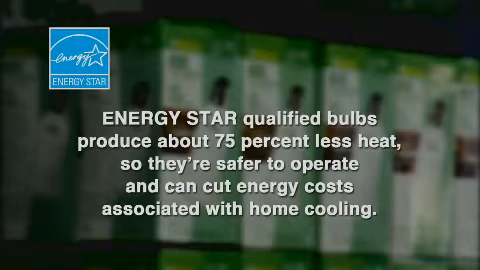 energy
ENERGY STAR
ENERGY STAR qualified bulbs
produce about 75 percent less heat,
so they're safer to operate
and can cut energy costs
associated with home cooling.